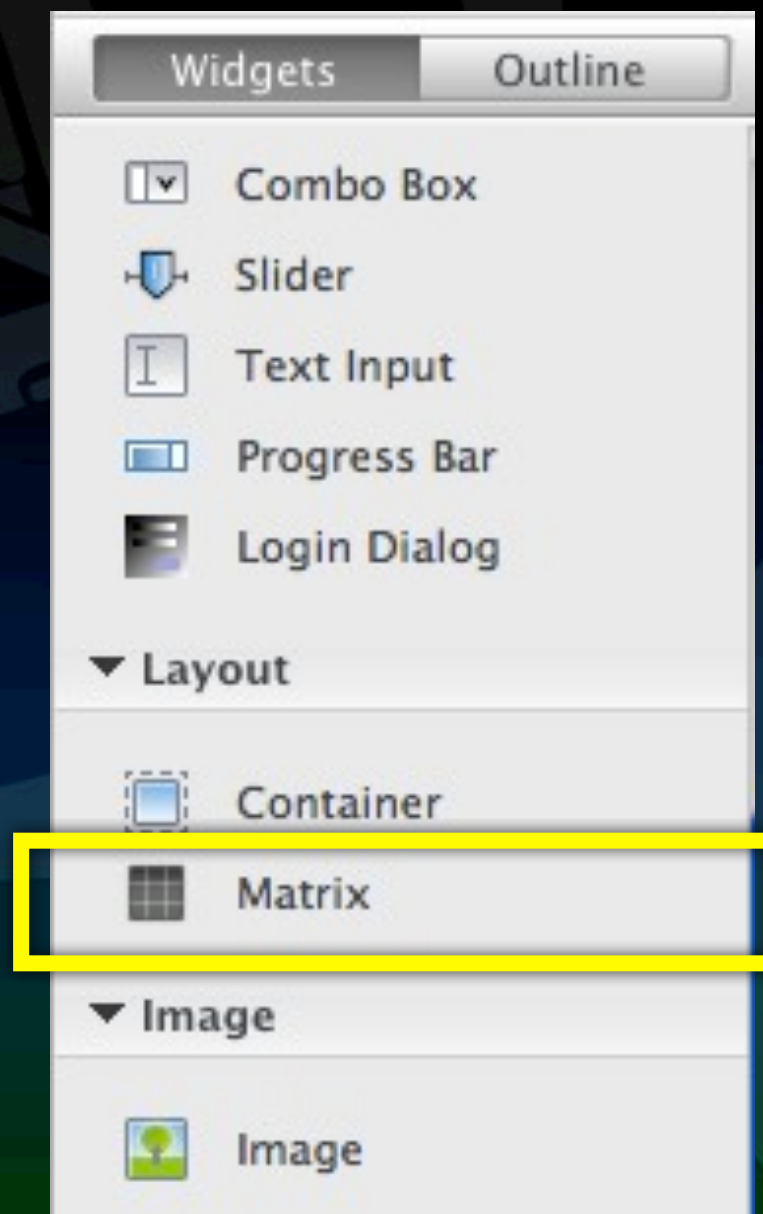 Widgets Outline
Combo Box
Slider
Text Input
Progress Bar
Login Dialog
Layout
Container
Matrix
Image
Image